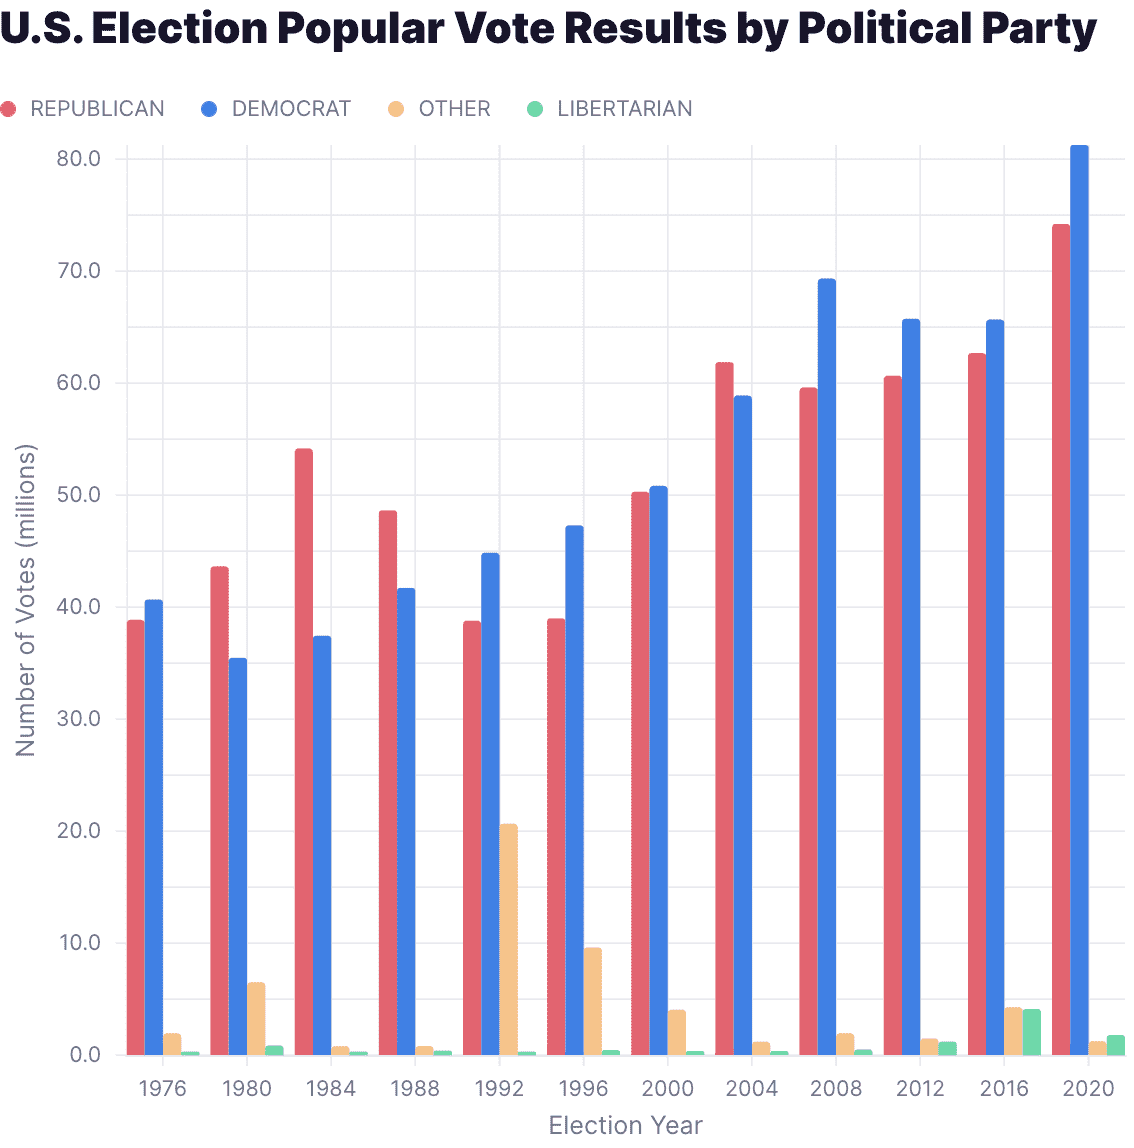 U.S. Election Popular Vote Results by Political Party
REPUBLICAN DEMOCRAT OTHER LIBERTARIAN
Number of Votes (millions)
80.0
70.0
60.0
50.0
40.0
30.0
20.0
10.0
0.0
1976 1980 1984 1988 1992 1996 2000 2004 2008 2012 2016 2020
Election Year